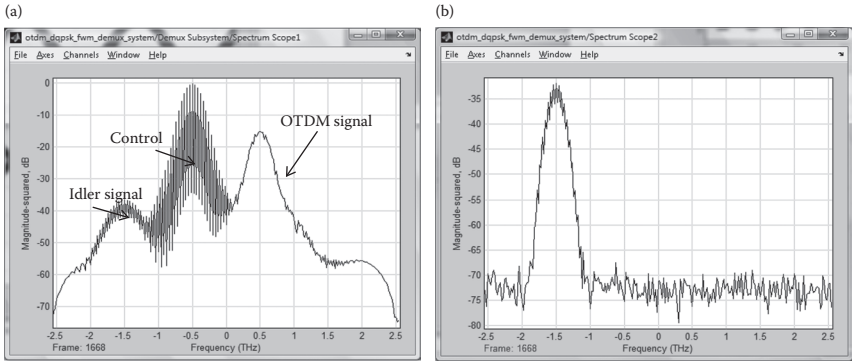 (a)
otdm_dqpsk_fwm_demux_system/Demux Subsystem/Spectrum Scope1
File Axes Channels Window Help
0
-10
-20
-30
-40
-50
-60
-70
Magnitude-squared, dB
Control
OTDM signal
Idler signal
-2.5 -2 -1.5 -1 -0.5 0 0.5 1 1.5 2 2.5
Frame: 1668 Frequency (THz)
(b)
otdm_dqpsk_fwm_demux_system/Spectrum Scope2
File Axes Channels Window Help
-35
-40
-45
-50
-55
-60
-65
-70
-75
-80
Magnitude-squared, dB
-2.5 -2 -1.5 -1 -0.5 0 0.5 1 1.5 2 2.5
Frame: 1668 Frequency (THz)